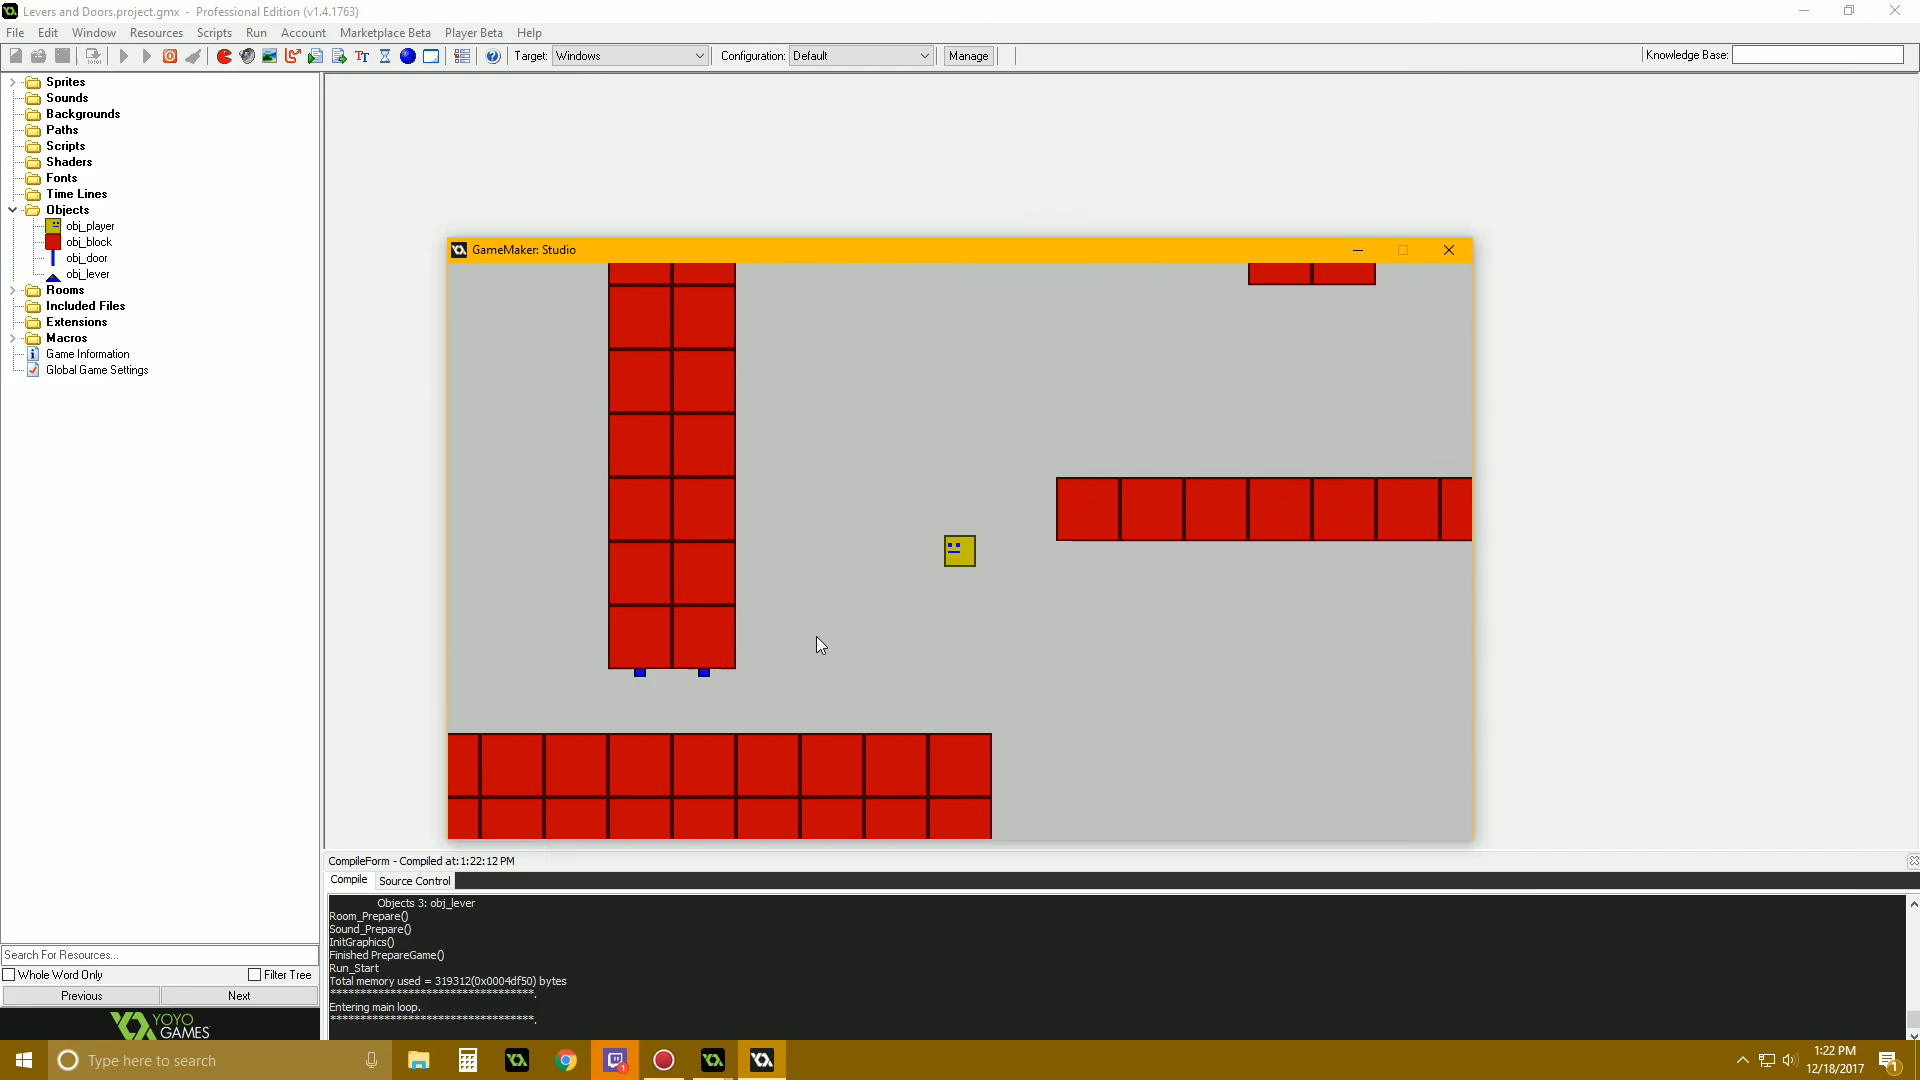 Levers and Doors.project.gmx - Professional Edition (v1.4.1763)
File Edit Window Resources Scripts Run Account Marketplace Beta Player Beta Help
Target: Windows Configuration: Default Manage Knowledge Base:
Sprites
Sounds
Backgrounds
Paths
Scripts
Shaders
Fonts
Time Lines
Objects
obj_player
obj_block
obj_door
obj_lever
Rooms
Included Files
Extensions
Macros
Game Information
Global Game Settings
GameMaker: Studio
CompileForm - Compiled at:1:22:12 PM
Compile Source Control
Objects 3: obj_lever
Room_Prepare()
Sound_Prepare()
InitGraphics()
Finished PrepareGame()
Run_Start
Total memory used = 319312(0x0004df50) bytes
***********************************.
Entering main loop.
***********************************.
Search For Resources...
Whole Word Only Filter Tree
Previous Next
YOYO
GAMES
Type here to search
1
1:22 PM
12/18/2017
1